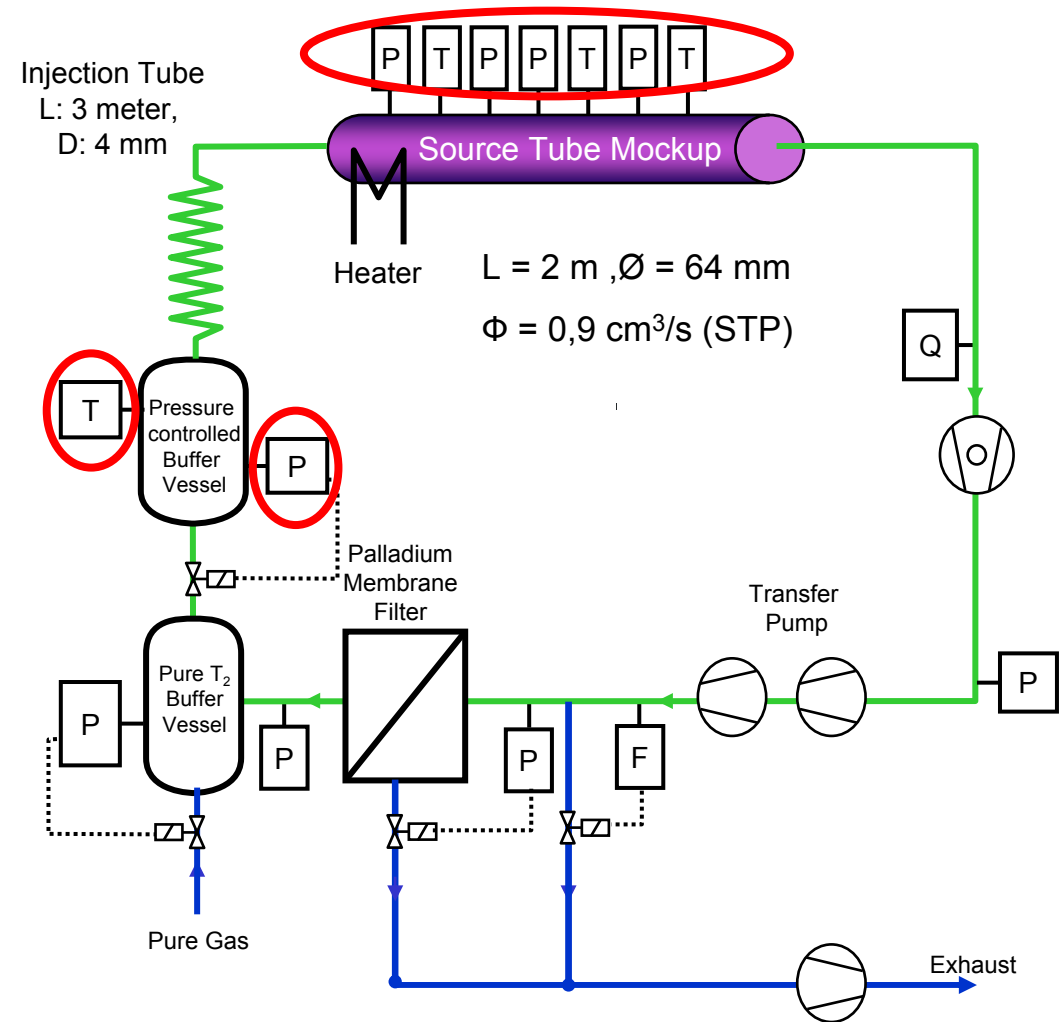 P T P P T P T
Injection Tube
L: 3 meter,
D: 4 mm
Source Tube Mockup
Heater
L = 2 m ,Ø = 64 mm
Φ = 0,9 cm³/s (STP)
Q
T
Pressure
controlled
Buffer
Vessel
P
Palladium
Membrane
Filter
Transfer
Pump
Pure T₂
Buffer
Vessel
P
P
P
F
P
Pure Gas
Exhaust